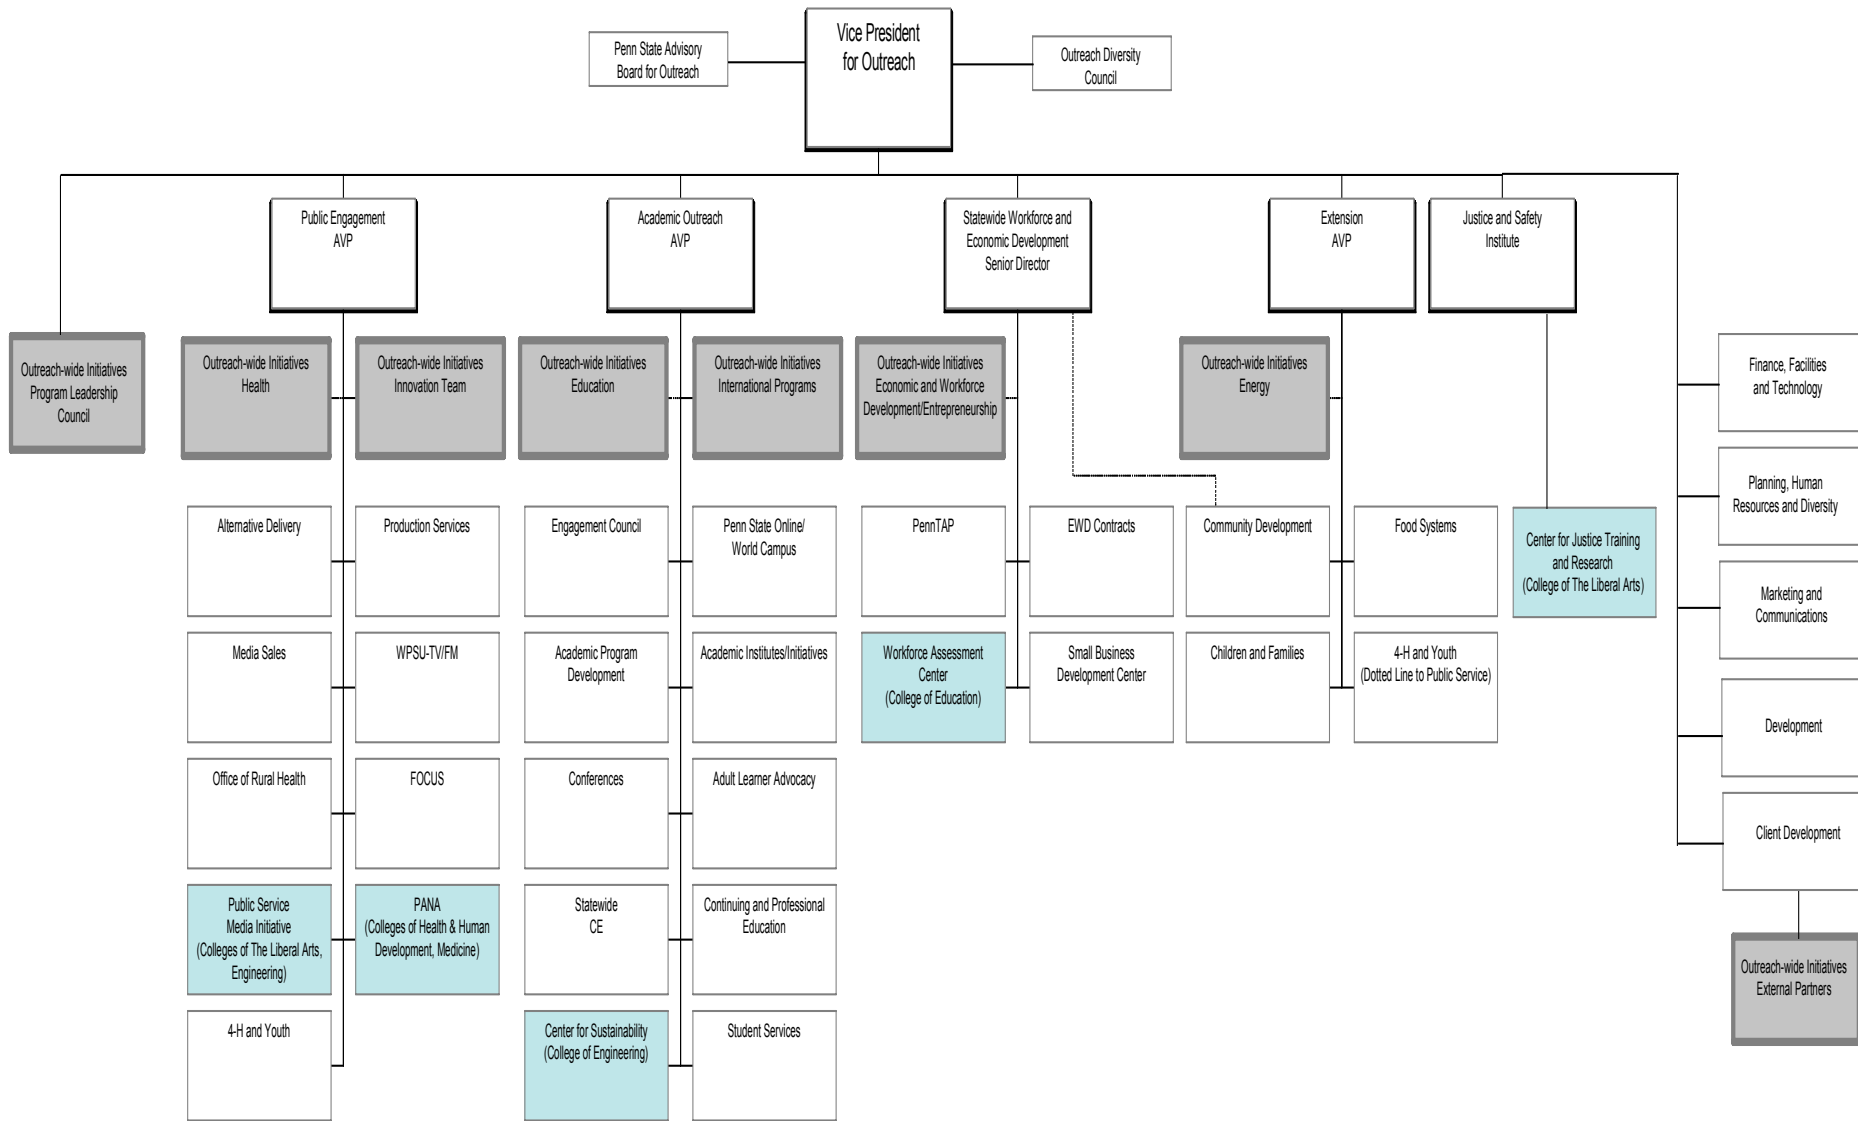 Vice President
for Outreach
Penn State Advisory
Board for Outreach
Outreach Diversity
Council
Public Engagement
AVP
Academic Outreach
AVP
Statewide Workforce and
Economic Development
Senior Director
Extension
AVP
Justice and Safety
Institute
Outreach-wide Initiatives
Program Leadership
Council
Outreach-wide Initiatives
Health
Outreach-wide Initiatives
Innovation Team
Outreach-wide Initiatives
Education
Outreach-wide Initiatives
International Programs
Outreach-wide Initiatives
Economic and Workforce
Development/Entrepreneurship
Outreach-wide Initiatives
Energy
Finance, Facilities
and Technology
Planning, Human
Resources and Diversity
Marketing and
Communications
Development
Client Development
Outreach-wide Initiatives
External Partners
Alternative Delivery
Production Services
Engagement Council
Penn State Online/
World Campus
PennTAP
EWD Contracts
Community Development
Food Systems
Center for Justice Training
and Research
(College of The Liberal Arts)
Media Sales
WPSU-TV/FM
Academic Program
Development
Academic Institutes/Initiatives
Workforce Assessment
Center
(College of Education)
Small Business
Development Center
Children and Families
4-H and Youth
(Dotted Line to Public Service)
Office of Rural Health
FOCUS
Conferences
Adult Learner Advocacy
Public Service
Media Initiative
(Colleges of The Liberal Arts,
Engineering)
PANA
(Colleges of Health & Human
Development, Medicine)
Statewide
CE
Continuing and Professional
Education
4-H and Youth
Center for Sustainability
(College of Engineering)
Student Services